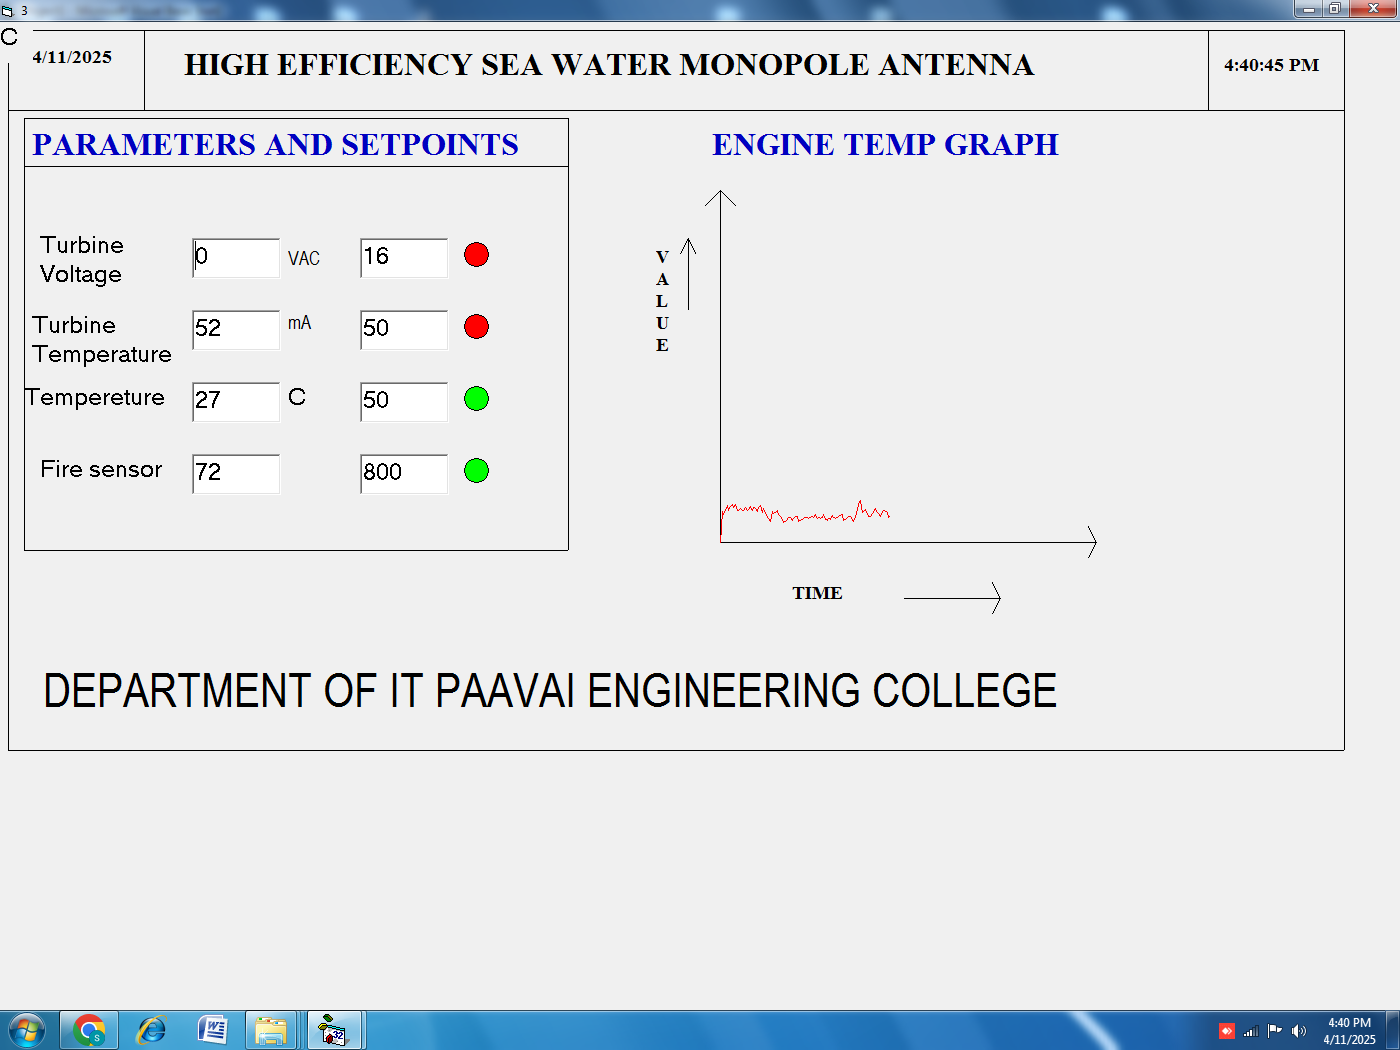 3
C
4/11/2025
HIGH EFFICIENCY SEA WATER MONOPOLE ANTENNA
4:40:45 PM
PARAMETERS AND SETPOINTS
ENGINE TEMP GRAPH
Turbine
Voltage
0
VAC
16
Turbine
Temperature
52
mA
50
Tempereture
27
C
50
Fire sensor
72
800
V
A
L
U
E
TIME
DEPARTMENT OF IT PAAVAI ENGINEERING COLLEGE
S
W
32
4:40 PM
4/11/2025